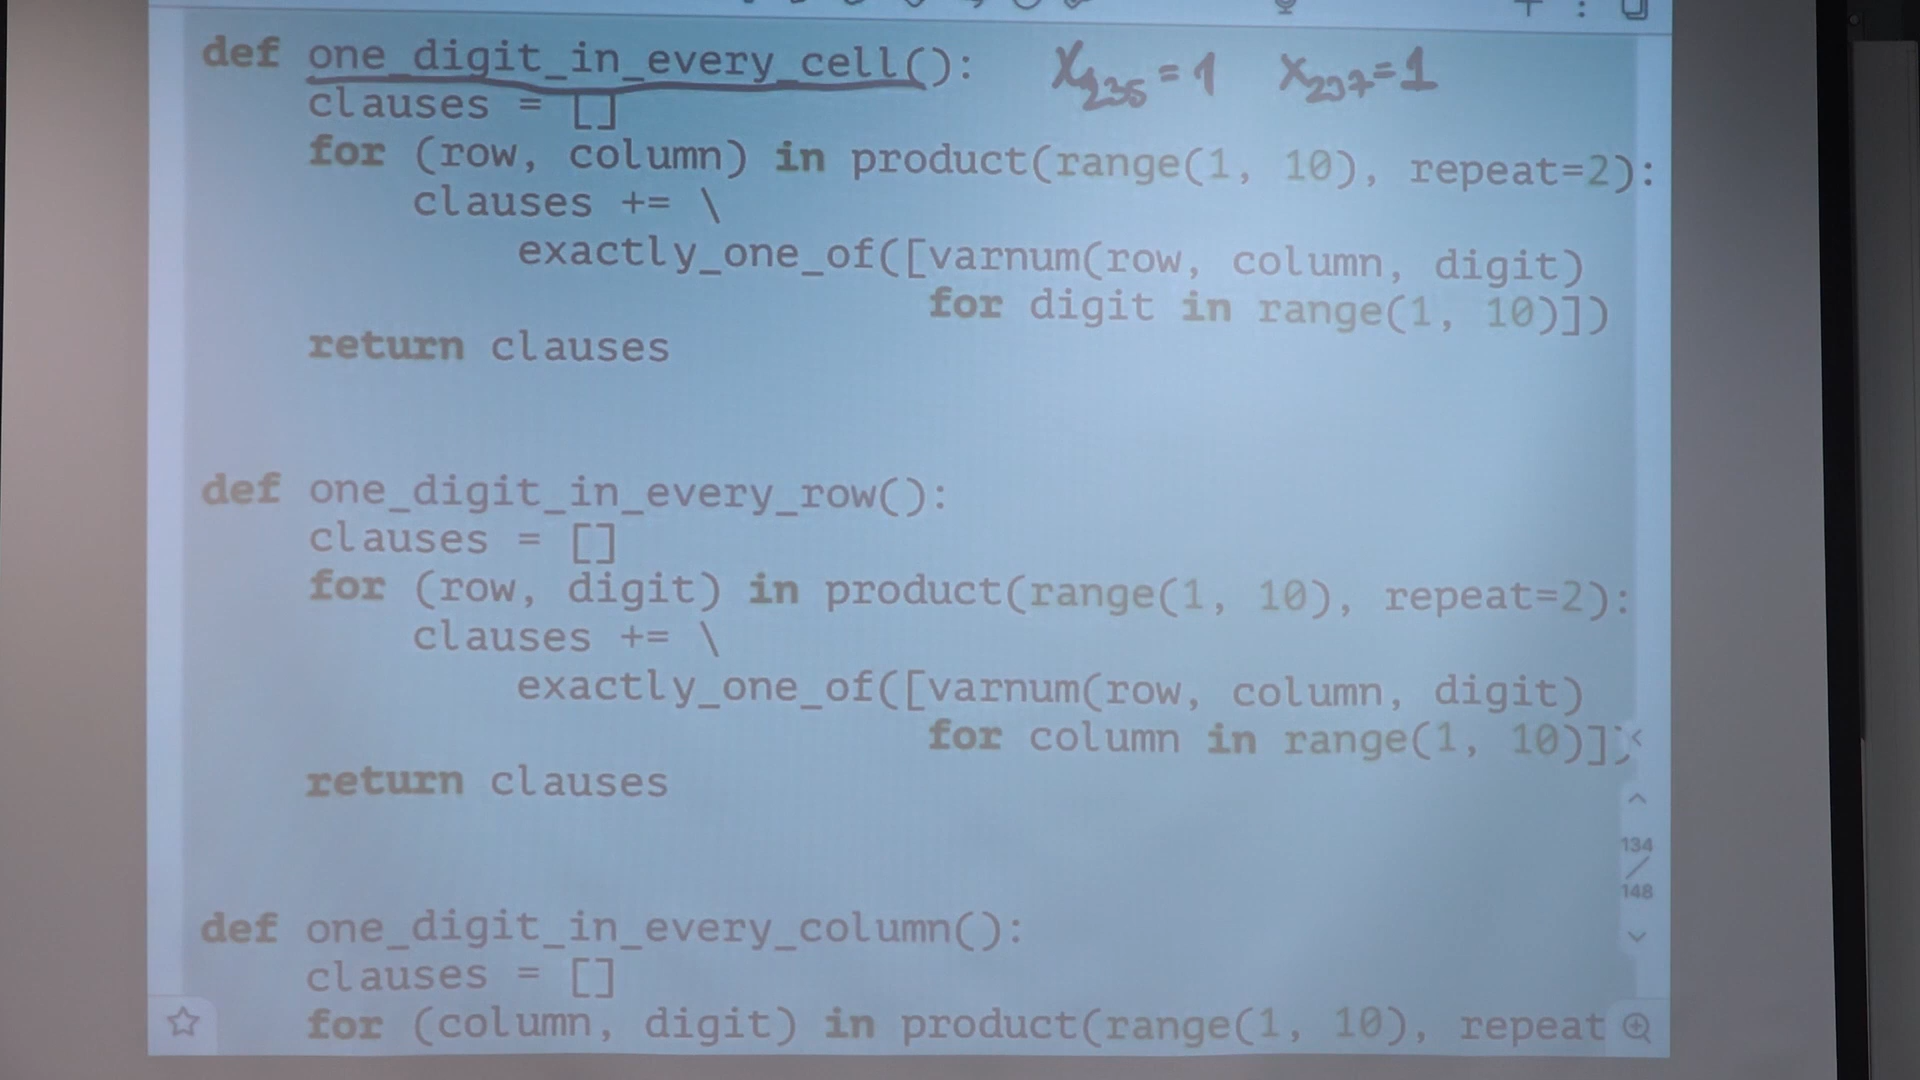 def one_digit_in_every_cell(): x₂₃₅ = 1 x₂₃₇ = 1
clauses = []
for (row, column) in product(range(1, 10), repeat=2):
clauses += \
exactly_one_of([varnum(row, column, digit)
for digit in range(1, 10)])
return clauses
def one_digit_in_every_row():
clauses = []
for (row, digit) in product(range(1, 10), repeat=2):
clauses += \
exactly_one_of([varnum(row, column, digit)
for column in range(1, 10)])
return clauses
134
/
148
def one_digit_in_every_column():
clauses = []
for (column, digit) in product(range(1, 10), repeat